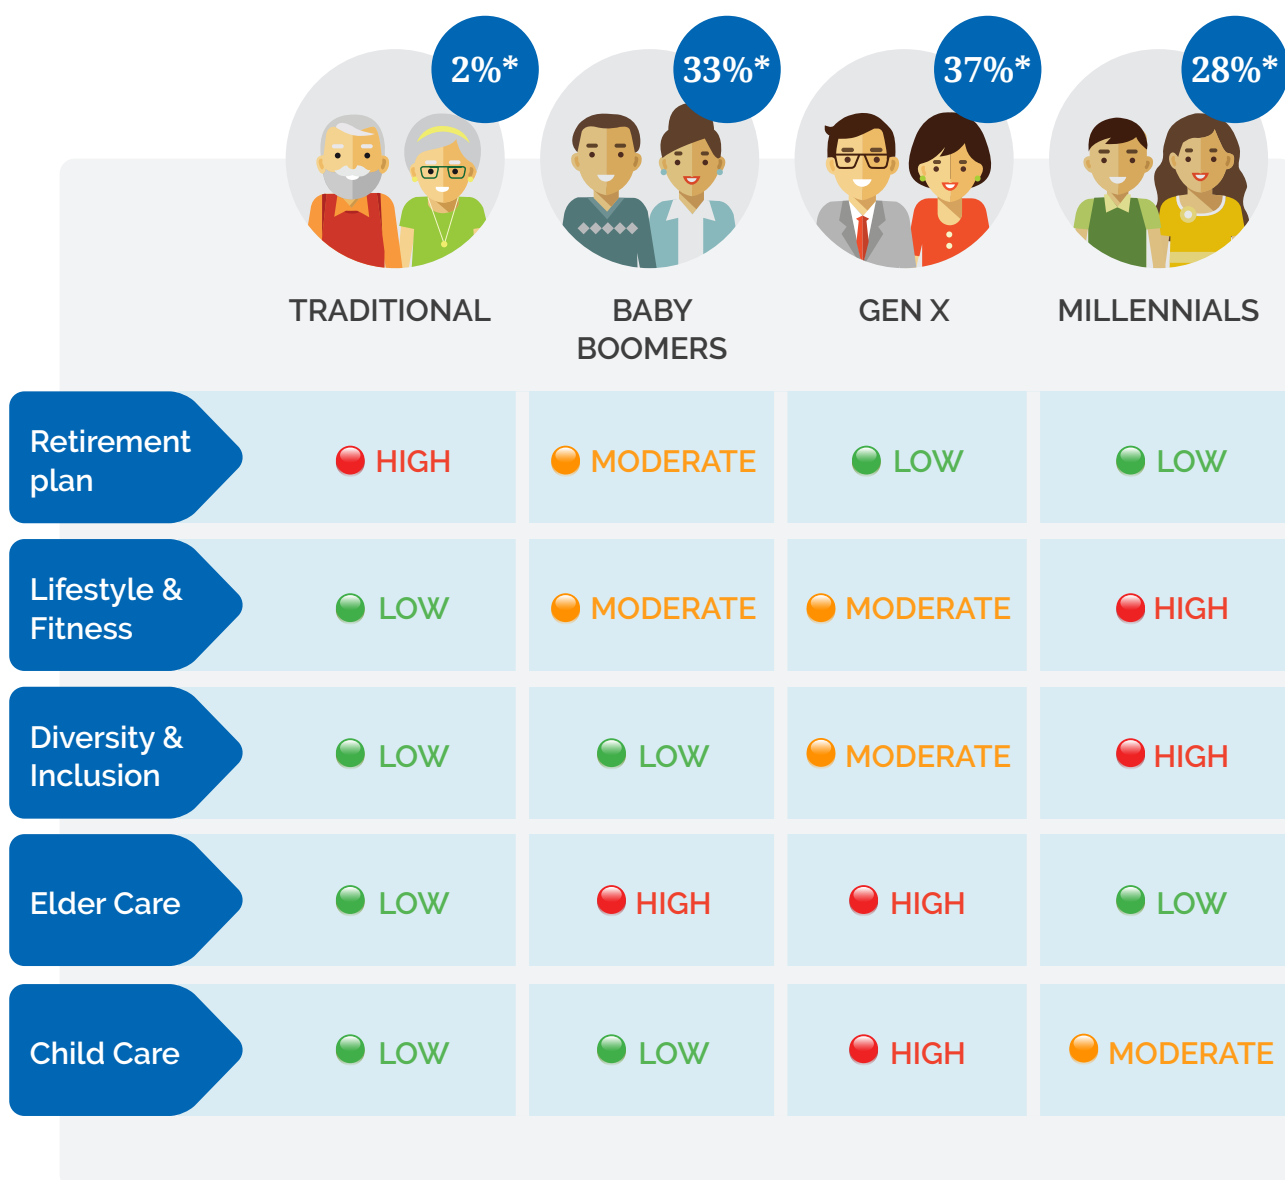 2%* 33%* 37%* 28%*
TRADITIONAL BABY GEN X MILLENNIALS
BOOMERS
Retirement
plan
HIGH MODERATE LOW LOW
Lifestyle &
Fitness
LOW MODERATE MODERATE HIGH
Diversity &
Inclusion
LOW LOW MODERATE HIGH
Elder Care LOW HIGH HIGH LOW
Child Care LOW LOW HIGH MODERATE